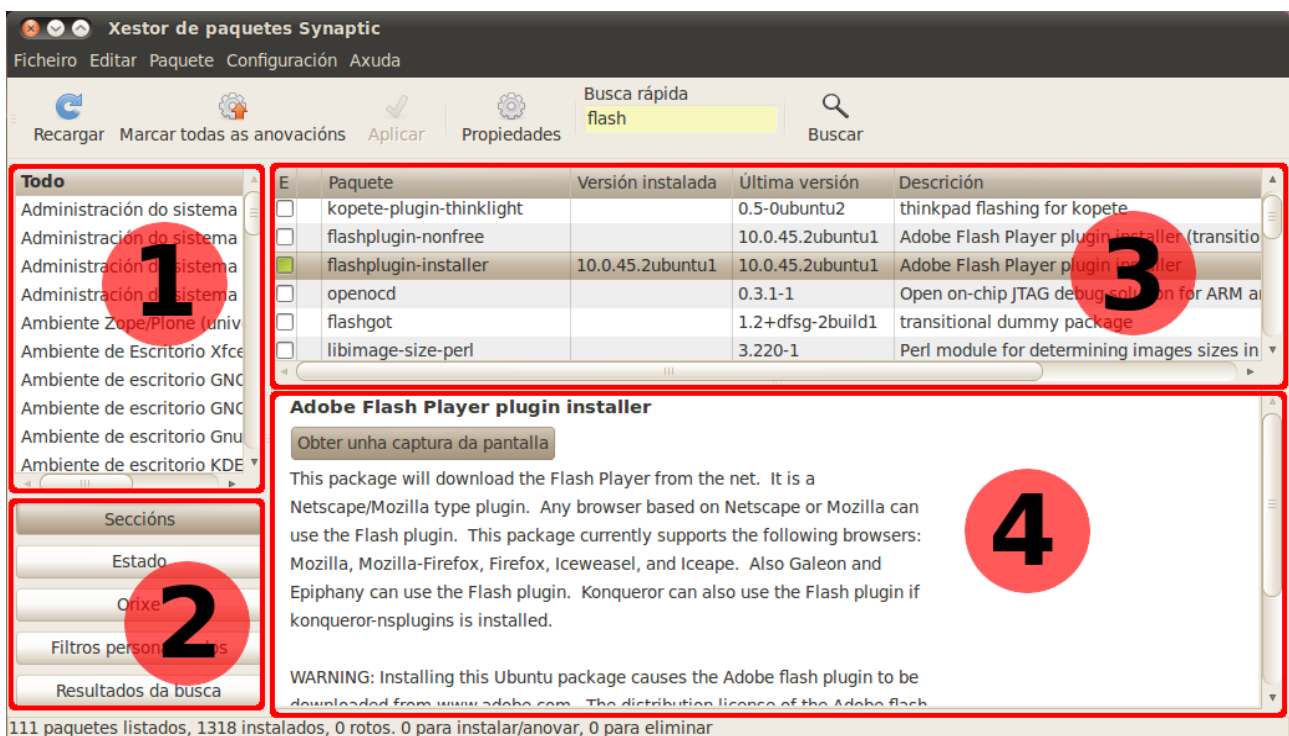 Xestor de paquetes Synaptic
Ficheiro Editar Paquete Configuración Axuda
Busca rápida
flash
Recargar Marcar todas as anovacións Aplicar Propiedades Buscar
Todo
Administración do sistema
Administración do sistema
Administración do sistema
Administración do sistema
Ambiente Zope/Plone (univ
Ambiente de Escritorio Xfce
Ambiente de escritorio GNO
Ambiente de escritorio GNO
Ambiente de escritorio Gnu
Ambiente de escritorio KDE
1
Seccións
Estado
Orixe
Filtros personalizados
Resultados da busca
2
E Paquete Versión instalada Última versión Descrición
kopete-plugin-thinklight 0.5-0ubuntu2 thinkpad flashing for kopete
flashplugin-nonfree 10.0.45.2ubuntu1 Adobe Flash Player plugin installer (transitio
flashplugin-installer 10.0.45.2ubuntu1 10.0.45.2ubuntu1 Adobe Flash Player plugin installer
openocd 0.3.1-1 Open on-chip JTAG debug solution for ARM a
flashgot 1.2+dfsg-2build1 transitional dummy package
libimage-size-perl 3.220-1 Perl module for determining images sizes in
3
Adobe Flash Player plugin installer
Obter unha captura da pantalla
This package will download the Flash Player from the net. It is a
Netscape/Mozilla type plugin. Any browser based on Netscape or Mozilla can
use the Flash plugin. This package currently supports the following browsers:
Mozilla, Mozilla-Firefox, Firefox, Iceweasel, and Iceape. Also Galeon and
Epiphany can use the Flash plugin. Konqueror can also use the Flash plugin if
konqueror-nsplugins is installed.
WARNING: Installing this Ubuntu package causes the Adobe flash plugin to be
downloaded from www.adobe.com. The distribution license of the Adobe flash
4
111 paquetes listados, 1318 instalados, 0 rotos. 0 para instalar/anovar, 0 para eliminar